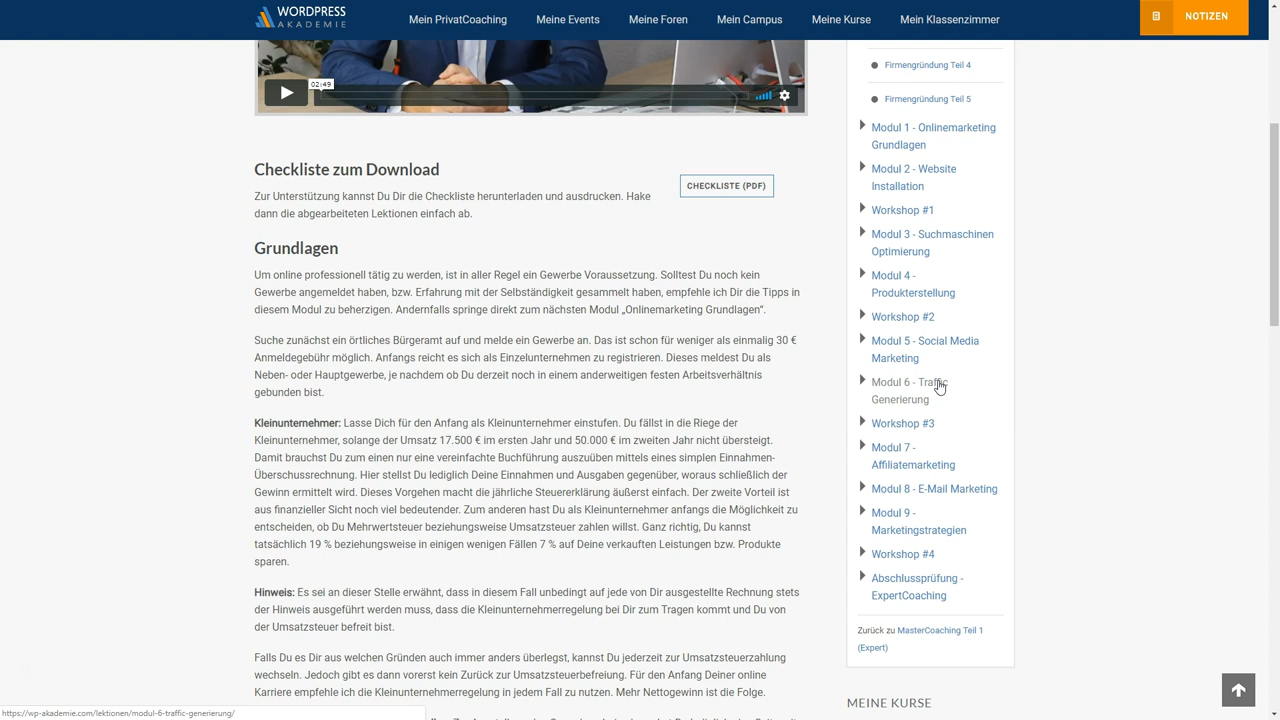 WORDPRESS
AKADEMIE
Mein PrivatCoaching
Meine Events
Meine Foren
Mein Campus
Meine Kurse
Mein Klassenzimmer
NOTIZEN
02:49
Checkliste zum Download
Zur Unterstützung kannst Du Dir die Checkliste herunterladen und ausdrucken. Hake
dann die abgearbeiteten Lektionen einfach ab.
CHECKLISTE (PDF)
Grundlagen
Um online professionell tätig zu werden, ist in aller Regel ein Gewerbe Voraussetzung. Solltest Du noch kein
Gewerbe angemeldet haben, bzw. Erfahrung mit der Selbständigkeit gesammelt haben, empfehle ich Dir die Tipps in
diesem Modul zu beherzigen. Andernfalls springe direkt zum nächsten Modul „Onlinemarketing Grundlagen“.
Suche zunächst ein örtliches Bürgeramt auf und melde ein Gewerbe an. Das ist schon für weniger als einmalig 30 €
Anmeldegebühr möglich. Anfangs reicht es sich als Einzelunternehmen zu registrieren. Dieses meldest Du als
Neben- oder Hauptgewerbe, je nachdem ob Du derzeit noch in einem anderweitigen festen Arbeitsverhältnis
gebunden bist.
Kleinunternehmer: Lasse Dich für den Anfang als Kleinunternehmer einstufen. Du fällst in die Riege der
Kleinunternehmer, solange der Umsatz 17.500 € im ersten Jahr und 50.000 € im zweiten Jahr nicht übersteigt.
Damit brauchst Du zum einen nur eine vereinfachte Buchführung auszuüben mittels eines simplen Einnahmen-
Überschussrechnung. Hier stellst Du lediglich Deine Einnahmen und Ausgaben gegenüber, woraus schließlich der
Gewinn ermittelt wird. Dieses Vorgehen macht die jährliche Steuererklärung äußerst einfach. Der zweite Vorteil ist
aus finanzieller Sicht noch viel bedeutender. Zum anderen hast Du als Kleinunternehmer anfangs die Möglichkeit zu
entscheiden, ob Du Mehrwertsteuer beziehungsweise Umsatzsteuer zahlen willst. Ganz richtig, Du kannst
tatsächlich 19 % beziehungsweise in einigen wenigen Fällen 7 % auf Deine verkauften Leistungen bzw. Produkte
sparen.
Hinweis: Es sei an dieser Stelle erwähnt, dass in diesem Fall unbedingt auf jede von Dir ausgestellte Rechnung stets
der Hinweis ausgeführt werden muss, dass die Kleinunternehmerregelung bei Dir zum Tragen kommt und Du von
der Umsatzsteuer befreit bist.
Falls Du es Dir aus welchen Gründen auch immer anders überlegst, kannst Du jederzeit zur Umsatzsteuerzahlung
wechseln. Jedoch gibt es dann vorerst kein Zurück zur Umsatzsteuerbefreiung. Für den Anfang Deiner online
Karriere empfehle ich die Kleinunternehmerregelung in jedem Fall zu nutzen. Mehr Nettogewinn ist die Folge.
Firmengründung Teil 4
Firmengründung Teil 5
Modul 1 - Onlinemarketing
Grundlagen
Modul 2 - Website
Installation
Workshop #1
Modul 3 - Suchmaschinen
Optimierung
Modul 4 -
Produkterstellung
Workshop #2
Modul 5 - Social Media
Marketing
Modul 6 - Traffic
Generierung
Workshop #3
Modul 7 -
Affiliatemarketing
Modul 8 - E-Mail Marketing
Modul 9 -
Marketingstrategien
Workshop #4
Abschlussprüfung -
ExpertCoaching
Zurück zu MasterCoaching Teil 1
(Expert)
MEINE KURSE
https://wp-akademie.com/lektionen/modul-6-traffic-generierung/